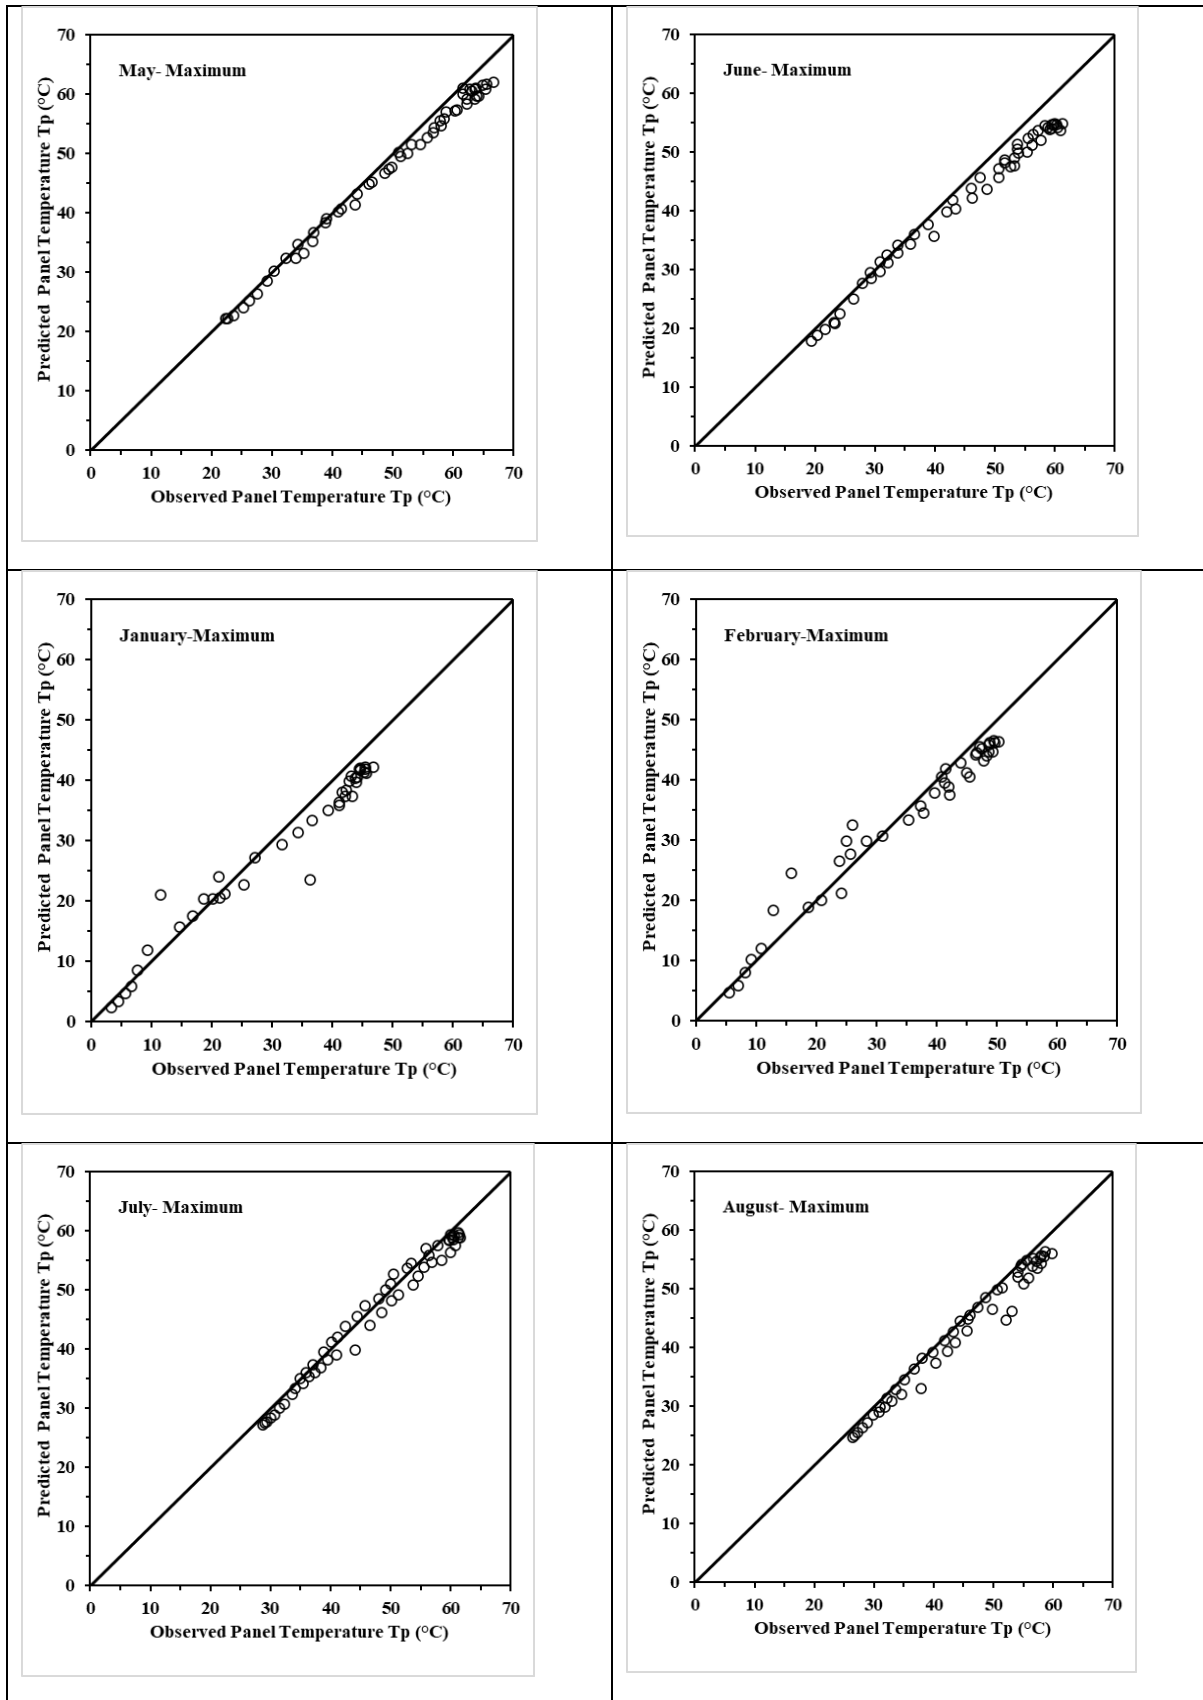 May- Maximum
Predicted Panel Temperature Tp (°C)
70
60
50
40
30
20
10
0
0 10 20 30 40 50 60 70
Observed Panel Temperature Tp (°C)
June- Maximum
Predicted Panel Temperature Tp (°C)
70
60
50
40
30
20
10
0
0 10 20 30 40 50 60 70
Observed Panel Temperature Tp (°C)
January-Maximum
Predicted Panel Temperature Tp (°C)
70
60
50
40
30
20
10
0
0 10 20 30 40 50 60 70
Observed Panel Temperature Tp (°C)
February-Maximum
Predicted Panel Temperature Tp (°C)
70
60
50
40
30
20
10
0
0 10 20 30 40 50 60 70
Observed Panel Temperature Tp (°C)
July- Maximum
Predicted Panel Temperature Tp (°C)
70
60
50
40
30
20
10
0
0 10 20 30 40 50 60 70
Observed Panel Temperature Tp (°C)
August- Maximum
Predicted Panel Temperature Tp (°C)
70
60
50
40
30
20
10
0
0 10 20 30 40 50 60 70
Observed Panel Temperature Tp (°C)